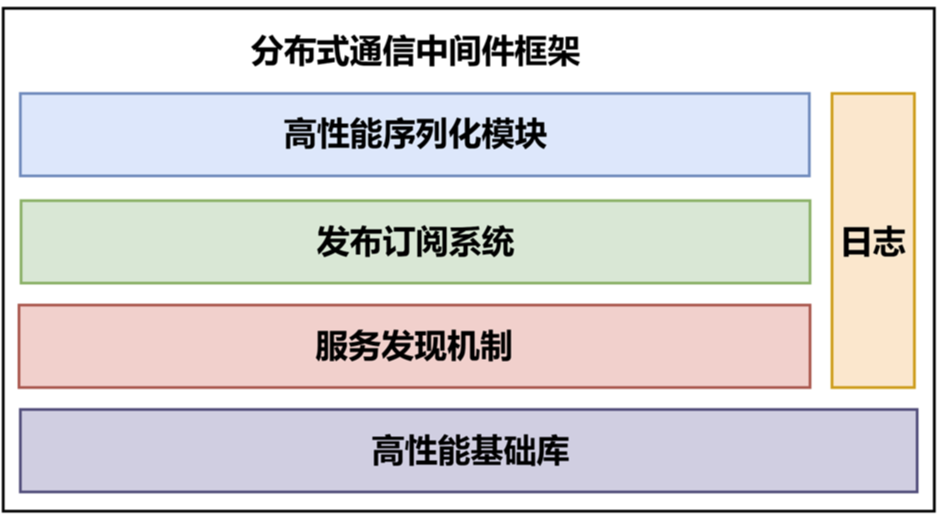 分布式通信中间件框架
高性能序列化模块
发布订阅系统
日志
服务发现机制
高性能基础库